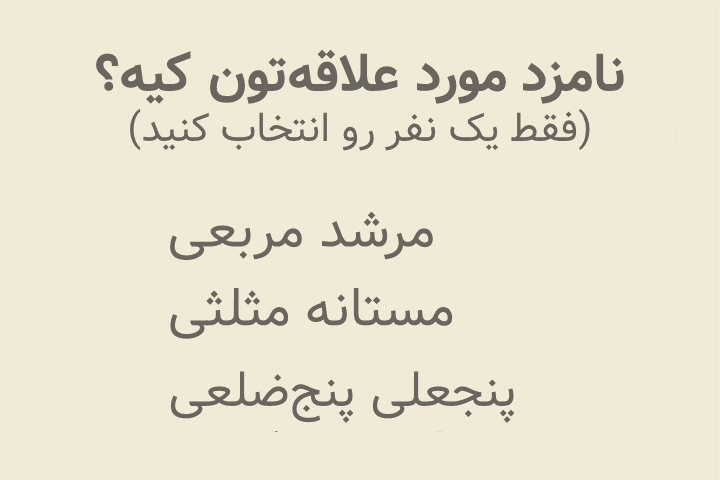 نامزد مورد علاقه‌تون کیه؟
(فقط یک نفر رو انتخاب کنید)
مرشد مربعی
مستانه مثلثی
پنجعلی پنج‌ضلعی